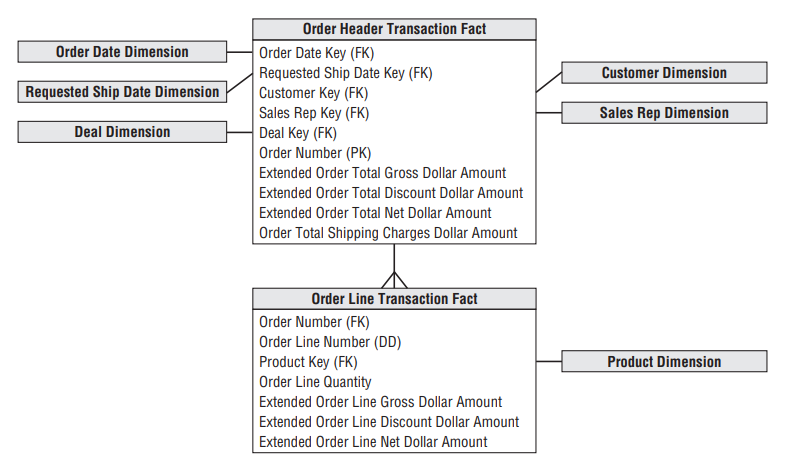 Order Header Transaction Fact
Order Date Key (FK)
Requested Ship Date Key (FK)
Customer Key (FK)
Sales Rep Key (FK)
Deal Key (FK)
Order Number (PK)
Extended Order Total Gross Dollar Amount
Extended Order Total Discount Dollar Amount
Extended Order Total Net Dollar Amount
Order Total Shipping Charges Dollar Amount
Order Date Dimension
Requested Ship Date Dimension
Deal Dimension
Customer Dimension
Sales Rep Dimension
Order Line Transaction Fact
Order Number (FK)
Order Line Number (DD)
Product Key (FK)
Order Line Quantity
Extended Order Line Gross Dollar Amount
Extended Order Line Discount Dollar Amount
Extended Order Line Net Dollar Amount
Product Dimension